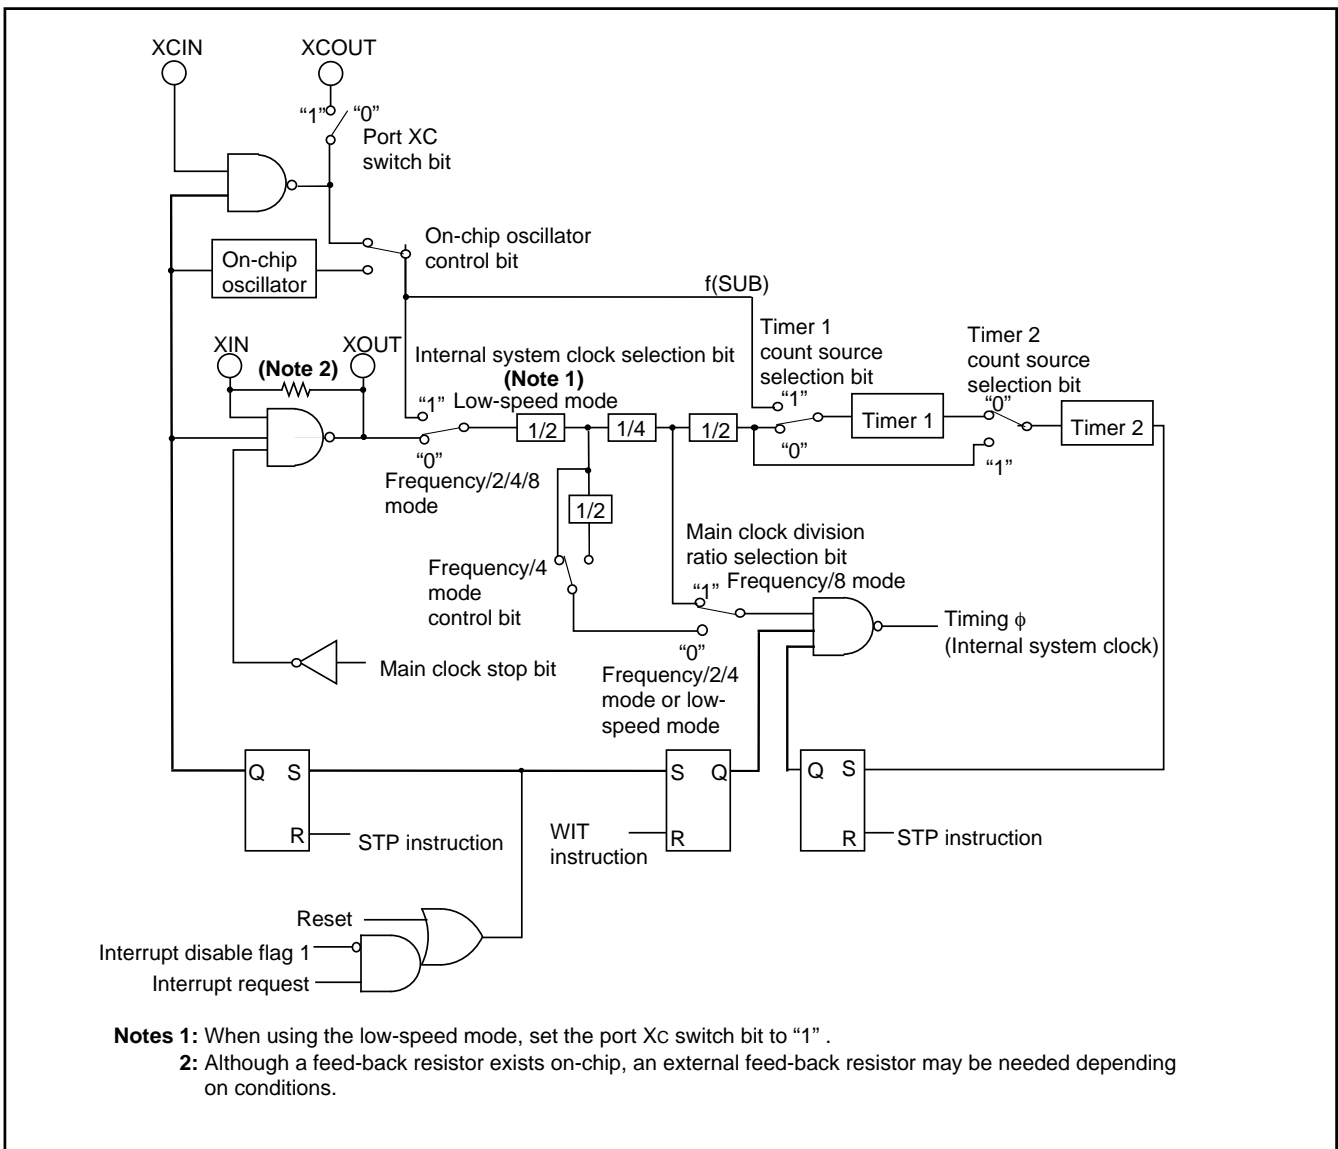 XCIN
XCOUT
“1”
“0”
Port XC
switch bit
On-chip oscillator
control bit
On-chip
oscillator
f(SUB)
XIN
(Note 2)
XOUT
Internal system clock selection bit
(Note 1)
“1” Low-speed mode
“0”
Frequency/2/4/8
mode
1/2
1/4
1/2
Timer 1
count source
selection bit
“1”
“0”
Timer 1
Timer 2
count source
selection bit
“0”
“1”
Timer 2
1/2
Frequency/4
mode
control bit
Main clock division
ratio selection bit
“1” Frequency/8 mode
“0”
Frequency/2/4
mode or low-
speed mode
Timing ϕ
(Internal system clock)
Main clock stop bit
Q S
R
STP instruction
S Q
R
WIT
instruction
Q S
R
STP instruction
Reset
Interrupt disable flag 1
Interrupt request
Notes 1: When using the low-speed mode, set the port XC switch bit to “1” .
2: Although a feed-back resistor exists on-chip, an external feed-back resistor may be needed depending
on conditions.